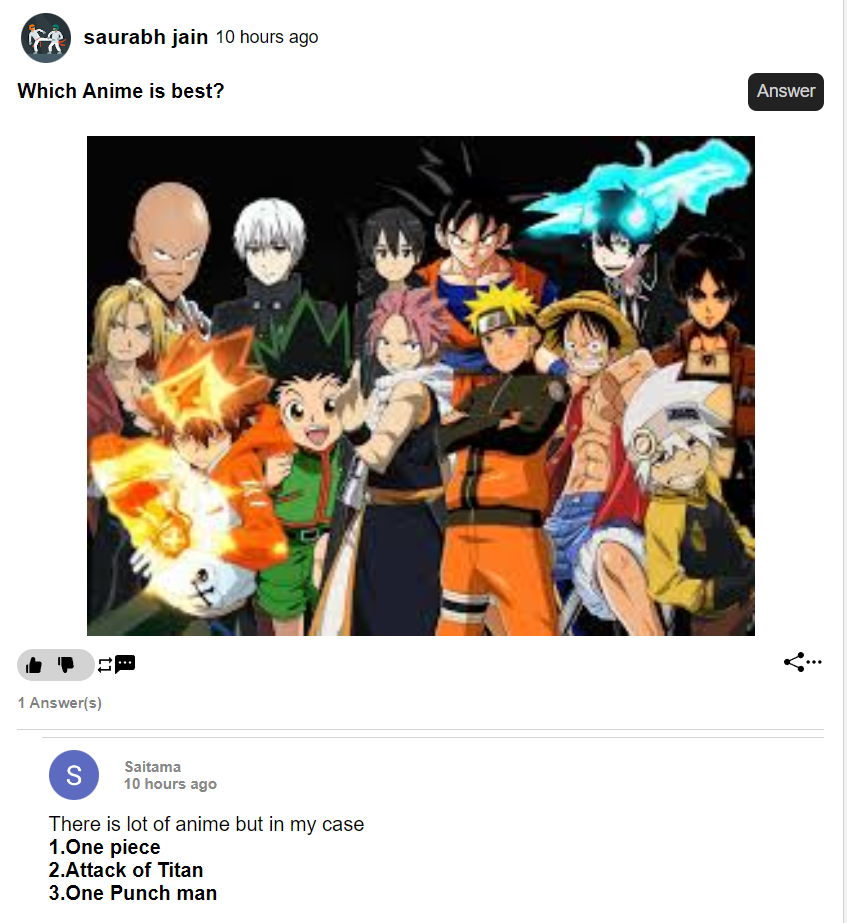 saurabh jain 10 hours ago
Which Anime is best?
Answer
1 Answer(s)
S
Saitama
10 hours ago
There is lot of anime but in my case
1.One piece
2.Attack of Titan
3.One Punch man